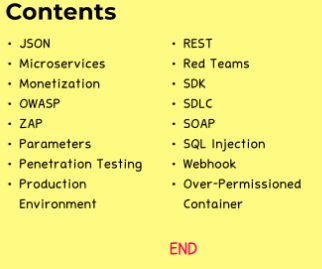 Contents
• JSON
• Microservices
• Monetization
• OWASP
• ZAP
• Parameters
• Penetration Testing
• Production
Environment
• REST
• Red Teams
• SDK
• SDLC
• SOAP
• SQL Injection
• Webhook
• Over-Permissioned
Container
END